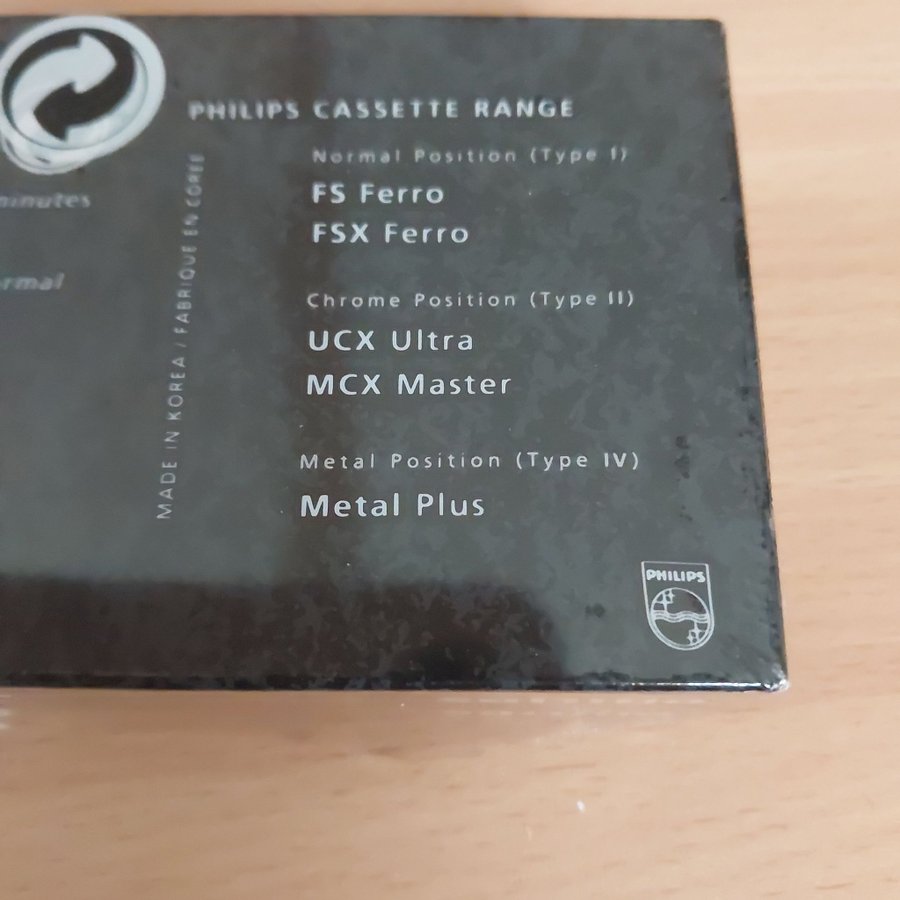 PHILIPS CASSETTE RANGE
Normal Position (Type I)
FS Ferro
FSX Ferro
Chrome Position (Type II)
UCX Ultra
MCX Master
Metal Position (Type IV)
Metal Plus
minutes
MADE IN KOREA / FABRIQUE EN COREE
PHILIPS